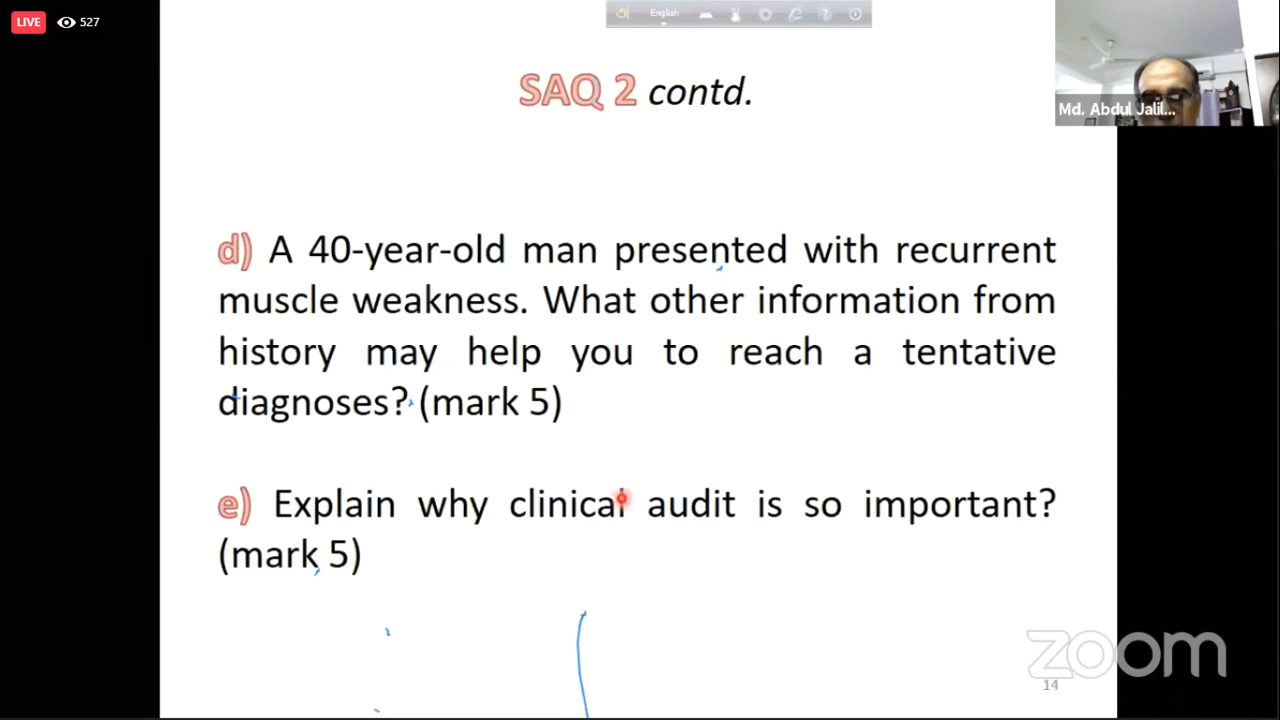 LIVE 527
English
SAQ 2 contd.
Md. Abdul Jalil...
d) A 40-year-old man presented with recurrent
muscle weakness. What other information from
history may help you to reach a tentative
diagnoses? (mark 5)
e) Explain why clinical audit is so important?
(mark 5)
zoom
14